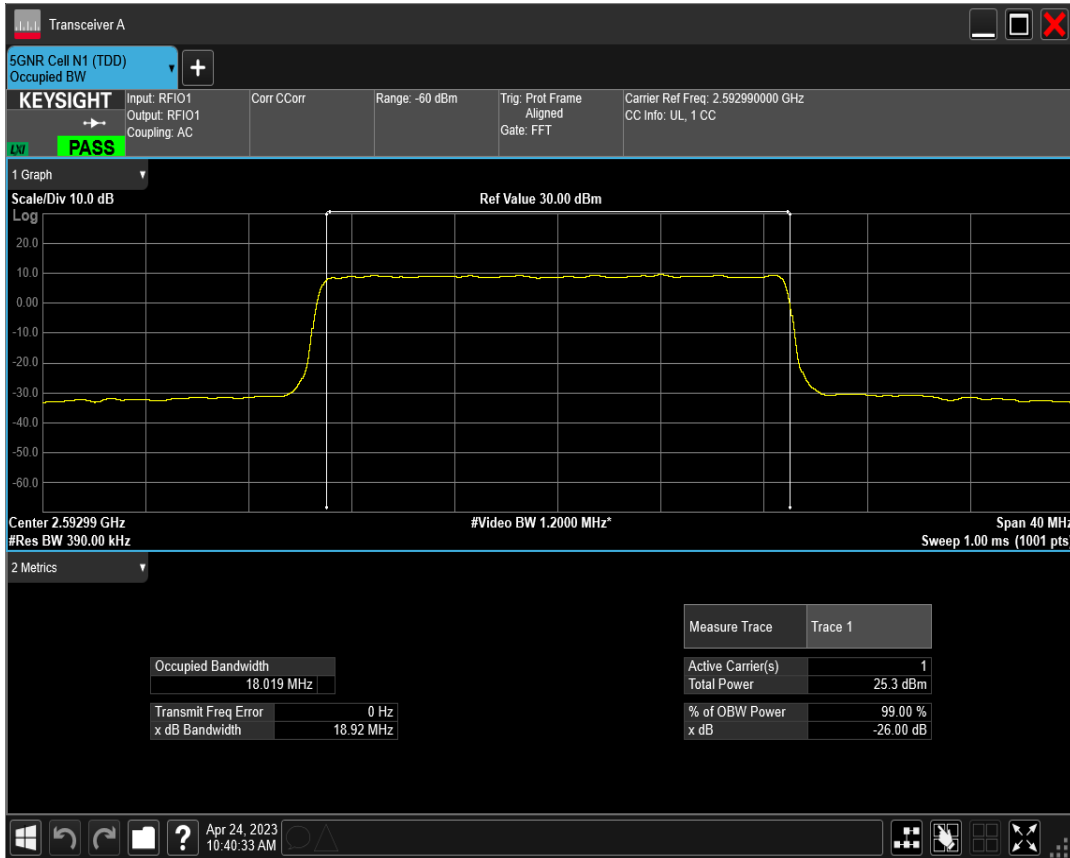 Transceiver A
5GNR Cell N1 (TDD)
Occupied BW
+
KEYSIGHT
LXI
PASS
Input: RFIO1
Output: RFIO1
Coupling: AC
Corr CCorr
Range: -60 dBm
Trig: Prot Frame
Aligned
Gate: FFT
Carrier Ref Freq: 2.592990000 GHz
CC Info: UL, 1 CC
1 Graph
Scale/Div 10.0 dB
Ref Value 30.00 dBm
Log
20.0
10.0
0.00
-10.0
-20.0
-30.0
-40.0
-50.0
-60.0
Center 2.59299 GHz
#Video BW 1.2000 MHz*
Span 40 MHz
#Res BW 390.00 kHz
Sweep 1.00 ms (1001 pts)
2 Metrics
Measure Trace Trace 1
Occupied Bandwidth
18.019 MHz
Active Carrier(s) 1
Total Power 25.3 dBm
Transmit Freq Error 0 Hz
x dB Bandwidth 18.92 MHz
% of OBW Power 99.00 %
x dB -26.00 dB
?
Apr 24, 2023
10:40:33 AM